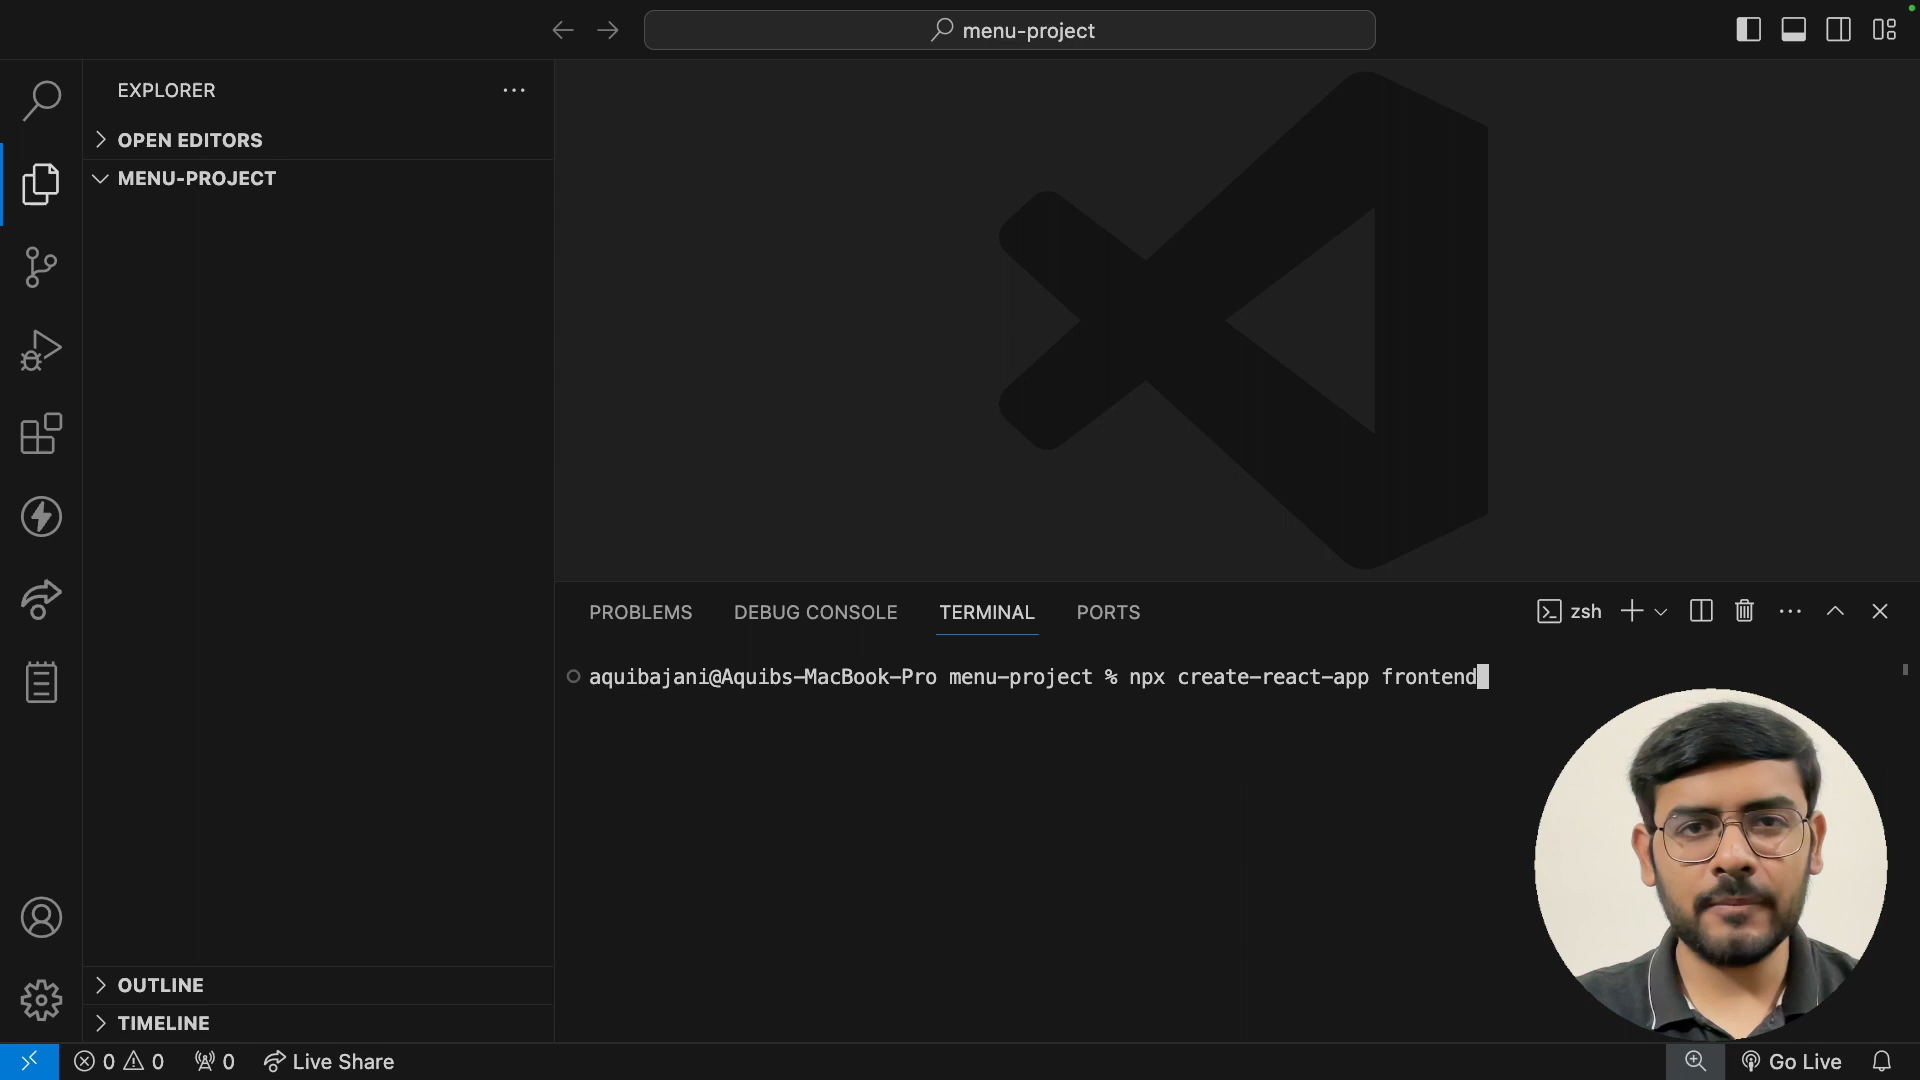 menu-project
EXPLORER
OPEN EDITORS
MENU-PROJECT
PROBLEMS
DEBUG CONSOLE
TERMINAL
PORTS
zsh
aquibajani@Aquibs-MacBook-Pro menu-project % npx create-react-app frontend
OUTLINE
TIMELINE
0 0
0
Live Share
Go Live